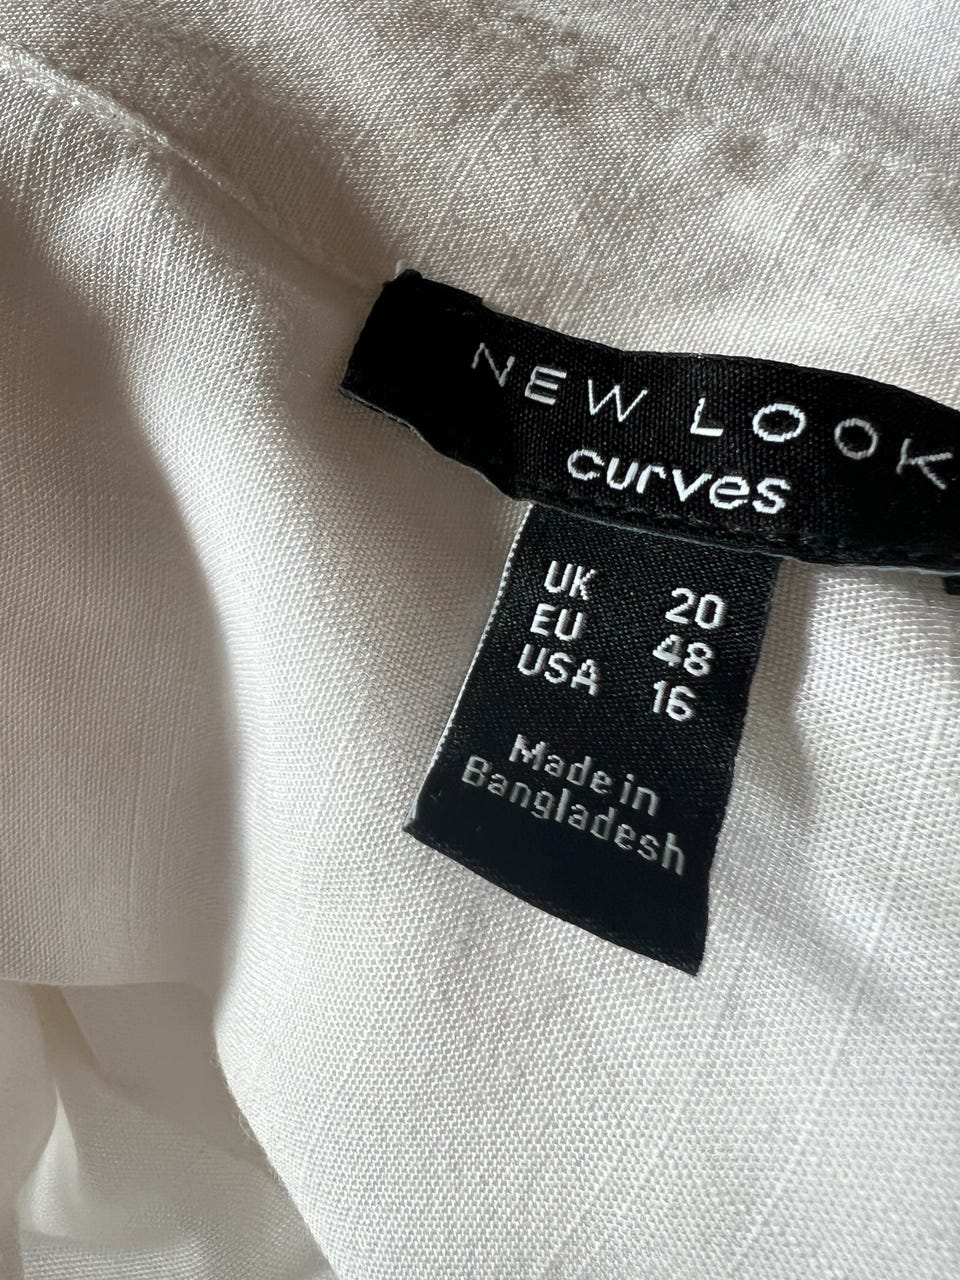 NEW LOOK
curves
UK 20
EU 48
USA 16
Made in
Bangladesh